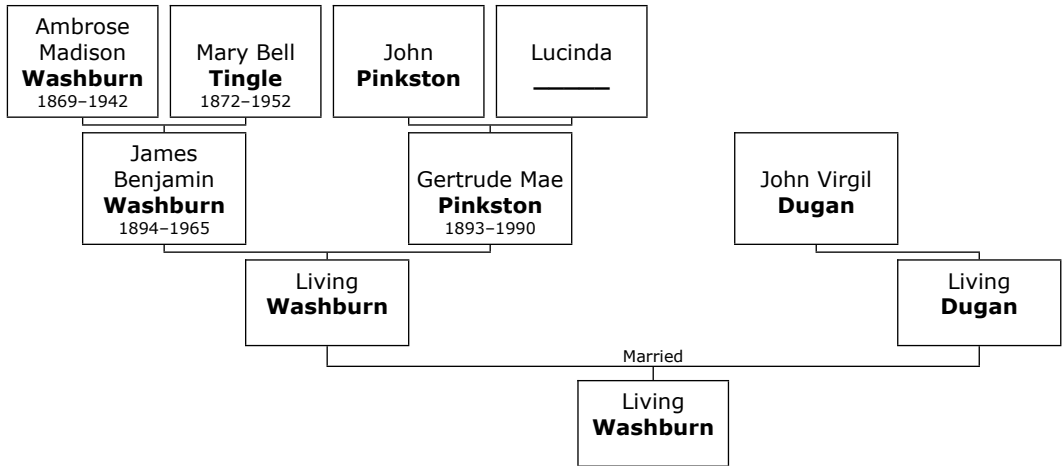 Ambrose
Madison
Washburn
1869–1942
Mary Bell
Tingle
1872–1952
John
Pinkston
Lucinda
_____
James
Benjamin
Washburn
1894–1965
Gertrude Mae
Pinkston
1893–1990
John Virgil
Dugan
Living
Washburn
Living
Dugan
Married
Living
Washburn